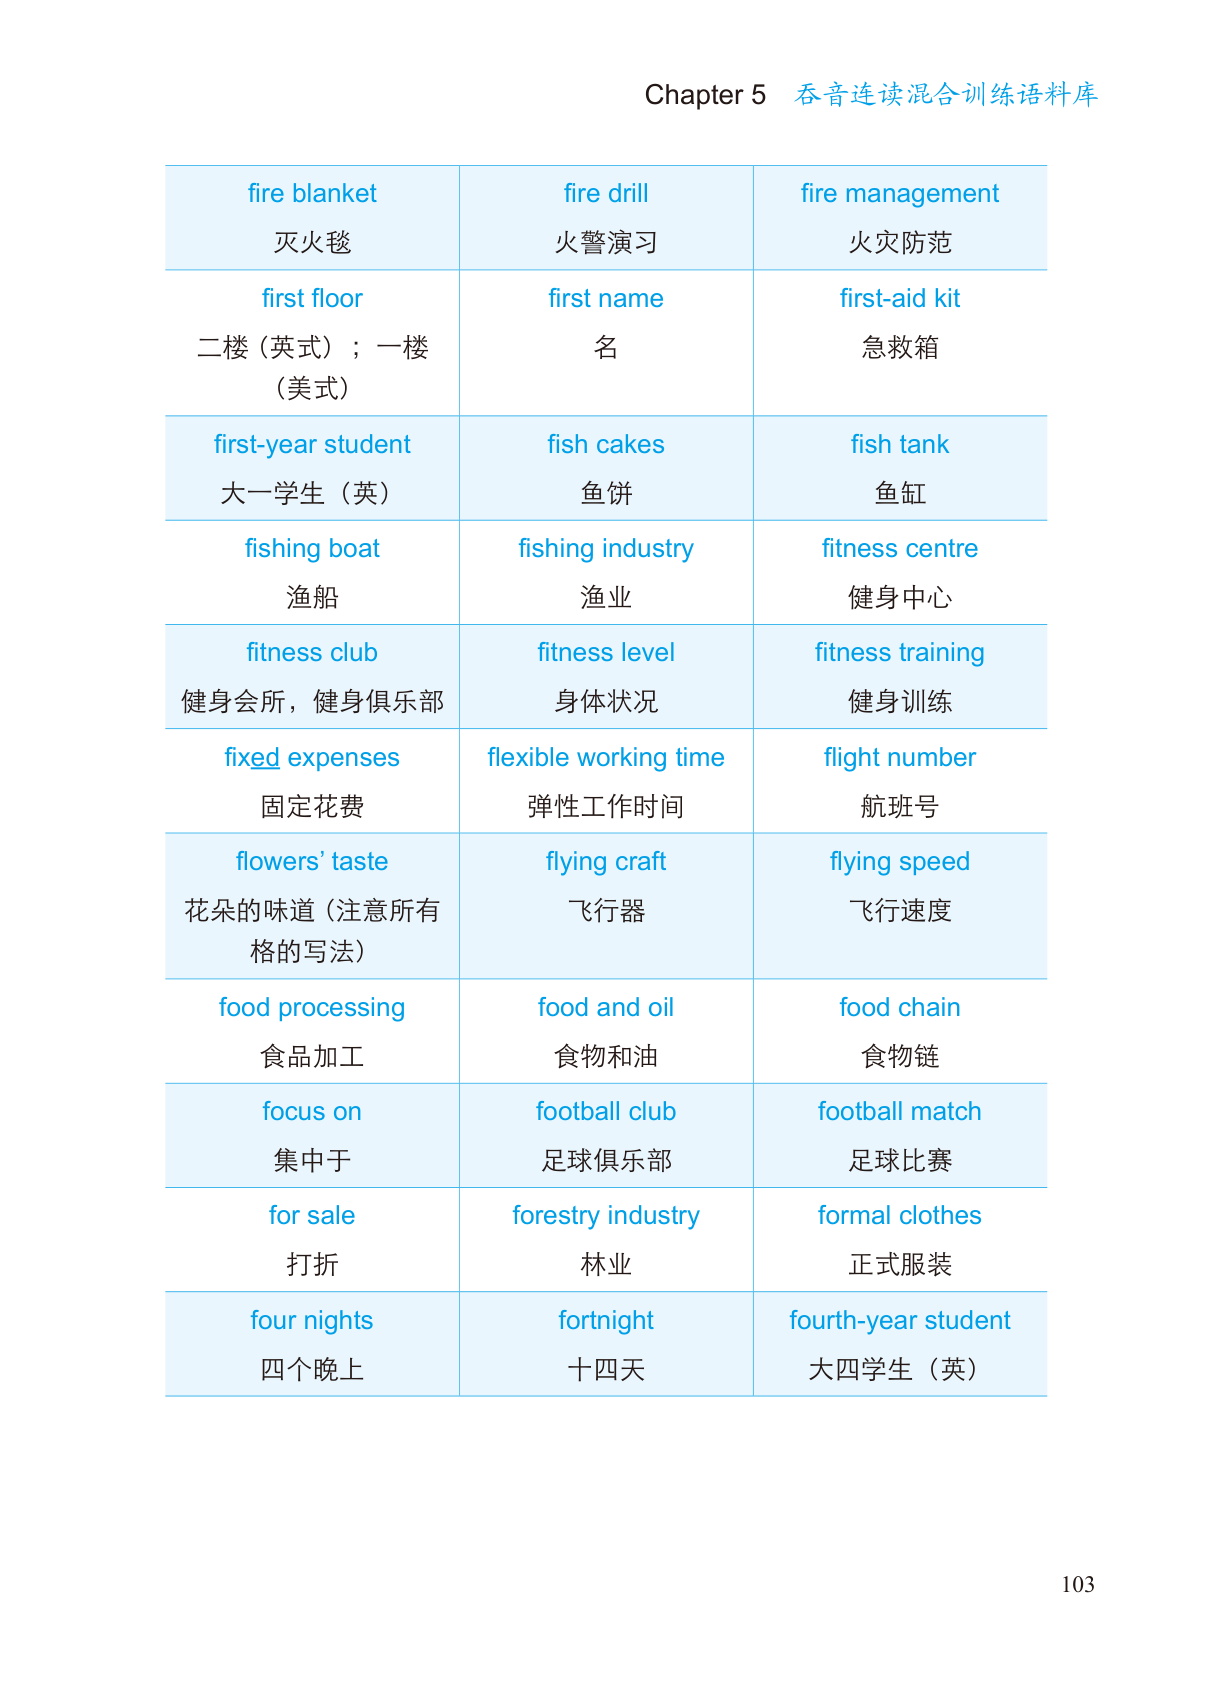 Chapter 5 吞音连读混合训练语料库
fire blanket
灭火毯
fire drill
火警演习
fire management
火灾防范
first floor
二楼（英式）；一楼
（美式）
first name
名
first-aid kit
急救箱
first-year student
大一学生（英）
fish cakes
鱼饼
fish tank
鱼缸
fishing boat
渔船
fishing industry
渔业
fitness centre
健身中心
fitness club
健身会所，健身俱乐部
fitness level
身体状况
fitness training
健身训练
fixed expenses
固定花费
flexible working time
弹性工作时间
flight number
航班号
flowers’ taste
花朵的味道（注意所有
格的写法）
flying craft
飞行器
flying speed
飞行速度
food processing
食品加工
food and oil
食物和油
food chain
食物链
focus on
集中于
football club
足球俱乐部
football match
足球比赛
for sale
打折
forestry industry
林业
formal clothes
正式服装
four nights
四个晚上
fortnight
十四天
fourth-year student
大四学生（英）
103